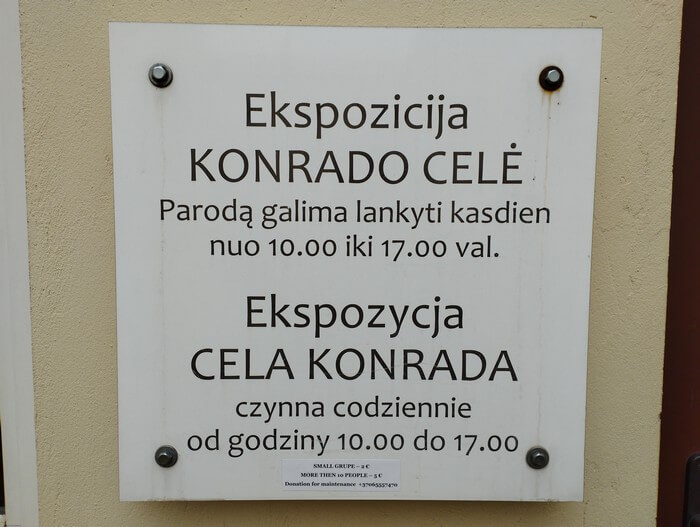 Ekspozicija
KONRADO CELĖ
Parodą galima lankyti kasdien
nuo 10.00 iki 17.00 val.
Ekspozycja
CELA KONRADA
czynna codziennie
od godziny 10.00 do 17.00
SMALL GRUPE – 2 €
MORE THEN 10 PEOPLE – 5 €
Donation for maintenance +37065557470